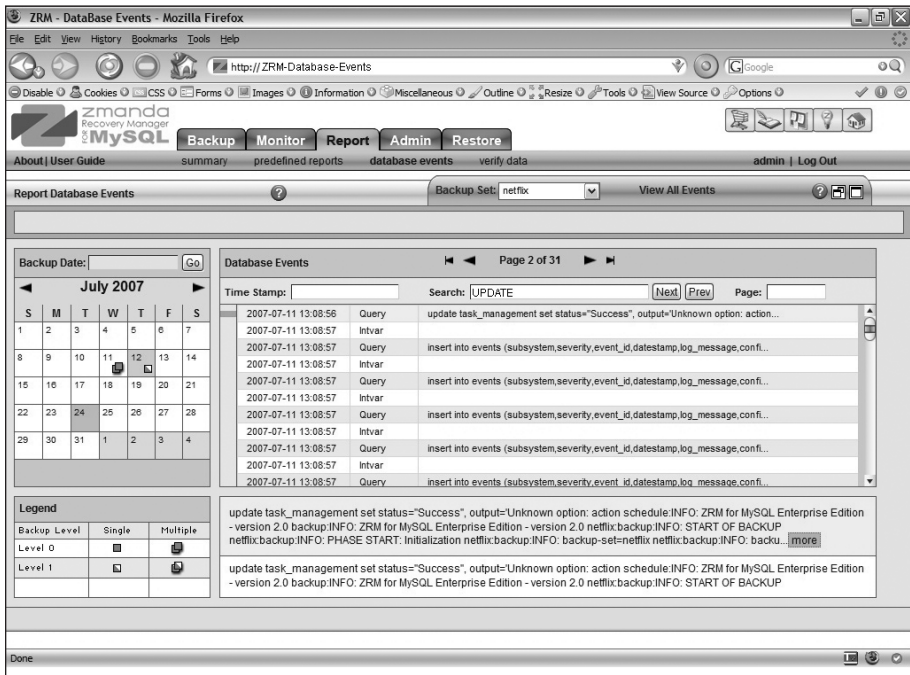 ZRM - DataBase Events - Mozilla Firefox
File Edit View History Bookmarks Tools Help
http://ZRM-Database-Events
Google
Disable Cookies CSS Forms Images Information Miscellaneous Outline Resize Tools View Source Options
zmanda
Recovery Manager
for MySQL
Backup Monitor Report Admin Restore
About | User Guide summary predefined reports database events verify data admin | Log Out
Report Database Events
Backup Set: netflix View All Events
Backup Date: Go
July 2007
S M T W T F S
1 2 3 4 5 6 7
8 9 10 11 12 13 14
15 16 17 18 19 20 21
22 23 24 25 26 27 28
29 30 31 1 2 3 4
Legend
Backup Level Single Multiple
Level 0
Level 1
Database Events Page 2 of 31
Time Stamp: Search: UPDATE Next Prev Page:
2007-07-11 13:08:56 Query update task_management set status="Success", output='Unknown option: action...
2007-07-11 13:08:57 Intvar
2007-07-11 13:08:57 Query insert into events (subsystem,severity,event_id,datestamp,log_message,confi...
2007-07-11 13:08:57 Intvar
2007-07-11 13:08:57 Query insert into events (subsystem,severity,event_id,datestamp,log_message,confi...
2007-07-11 13:08:57 Intvar
2007-07-11 13:08:57 Query insert into events (subsystem,severity,event_id,datestamp,log_message,confi...
2007-07-11 13:08:57 Intvar
2007-07-11 13:08:57 Query insert into events (subsystem,severity,event_id,datestamp,log_message,confi...
2007-07-11 13:08:57 Intvar
2007-07-11 13:08:57 Query insert into events (subsystem,severity,event_id,datestamp,log_message,confi...
update task_management set status="Success", output='Unknown option: action schedule:INFO: ZRM for MySQL Enterprise Edition
- version 2.0 backup:INFO: ZRM for MySQL Enterprise Edition - version 2.0 netflix:backup:INFO: START OF BACKUP
netflix:backup:INFO: PHASE START: Initialization netflix:backup:INFO: backup-set=netflix netflix:backup:INFO: backu... more
update task_management set status="Success", output='Unknown option: action schedule:INFO: ZRM for MySQL Enterprise Edition
- version 2.0 backup:INFO: ZRM for MySQL Enterprise Edition - version 2.0 netflix:backup:INFO: START OF BACKUP
Done